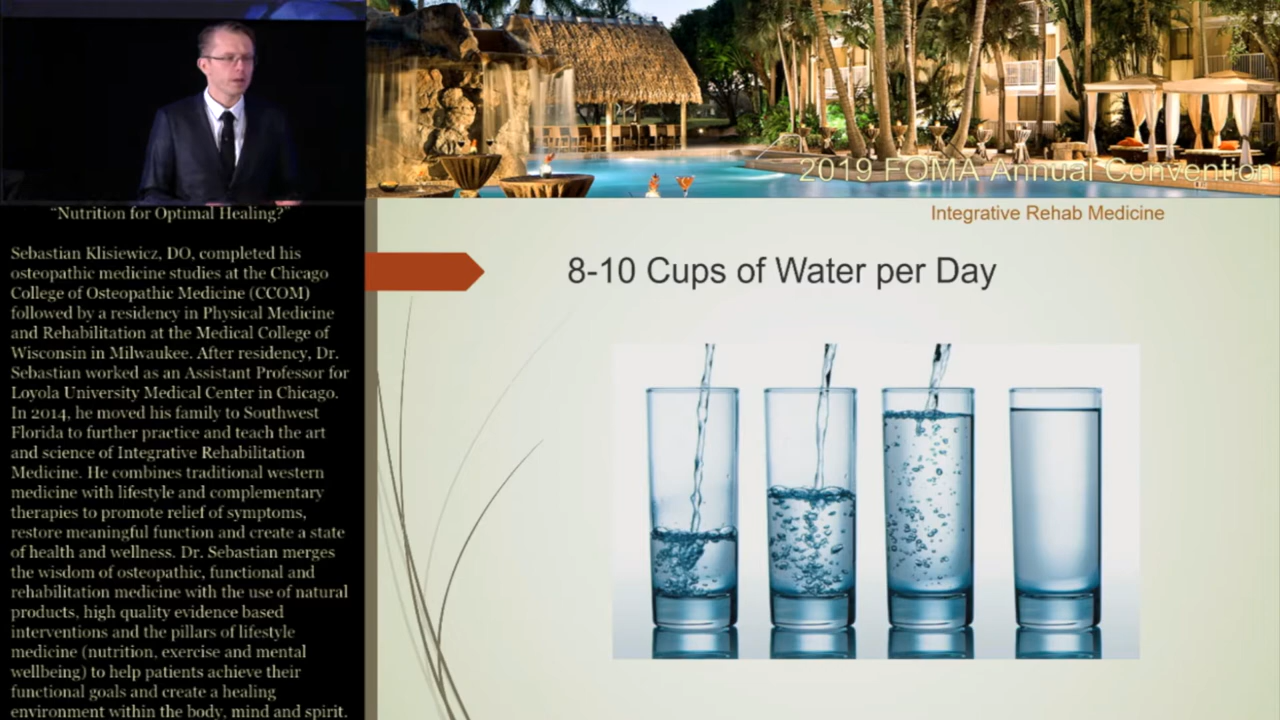 2019 FOMA Annual Convention
"Nutrition for Optimal Healing?"
Sebastian Klisiewicz, DO, completed his
osteopathic medicine studies at the Chicago
College of Osteopathic Medicine (CCOM)
followed by a residency in Physical Medicine
and Rehabilitation at the Medical College of
Wisconsin in Milwaukee. After residency, Dr.
Sebastian worked as an Assistant Professor for
Loyola University Medical Center in Chicago.
In 2014, he moved his family to Southwest
Florida to further practice and teach the art
and science of Integrative Rehabilitation
Medicine. He combines traditional western
medicine with lifestyle and complementary
therapies to promote relief of symptoms,
restore meaningful function and create a state
of health and wellness. Dr. Sebastian merges
the wisdom of osteopathic, functional and
rehabilitation medicine with the use of natural
products, high quality evidence based
interventions and the pillars of lifestyle
medicine (nutrition, exercise and mental
wellbeing) to help patients achieve their
functional goals and create a healing
environment within the body, mind and spirit.
Integrative Rehab Medicine
8-10 Cups of Water per Day